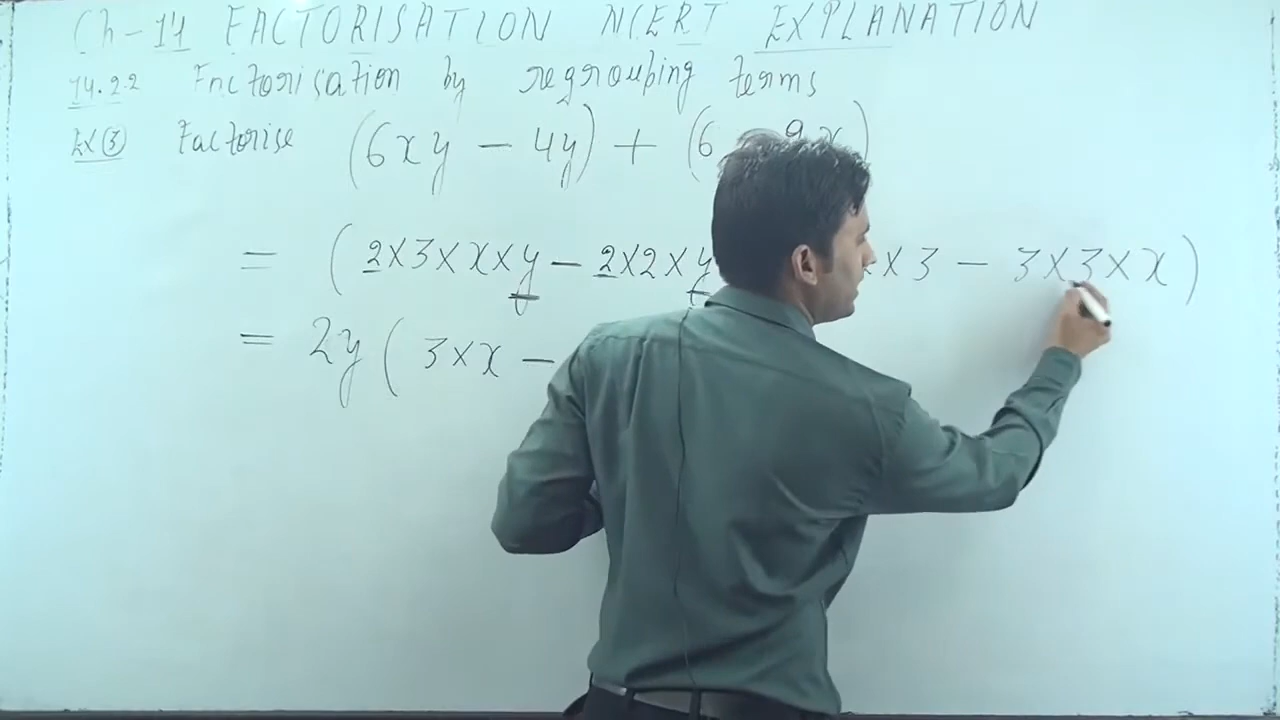 Ch-14 FACTORISATION NCERT EXPLANATION
14.2.2 Factorisation by regrouping terms
Ex(3) Factorise (6xy - 4y) + (6 9x)
= (2×3×x×y - 2×2×y ×3 - 3×3×x)
= 2y(3×x -